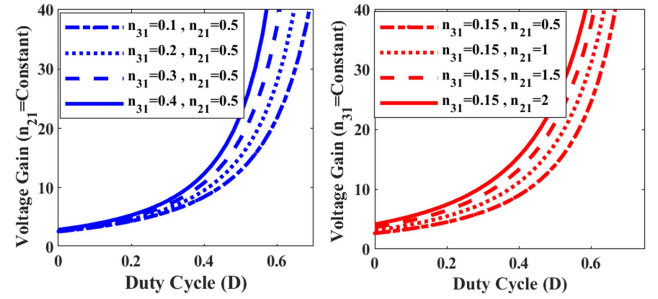 40
30
20
10
0
n31=0.1 , n21=0.5
n31=0.2 , n21=0.5
n31=0.3 , n21=0.5
n31=0.4 , n21=0.5
Voltage Gain (n21=Constant)
0
0.2
0.4
0.6
Duty Cycle (D)
40
30
20
10
0
n31=0.15 , n21=0.5
n31=0.15 , n21=1
n31=0.15 , n21=1.5
n31=0.15 , n21=2
Voltage Gain (n31=Constant)
0
0.2
0.4
0.6
Duty Cycle (D)